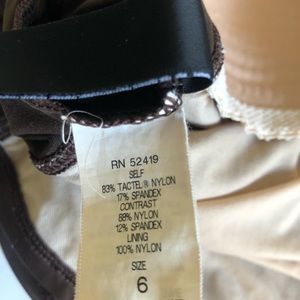 RN 52419
SELF
83% TACTEL® NYLON
17% SPANDEX
CONTRAST
88% NYLON
12% SPANDEX
LINING
100% NYLON
SIZE
6